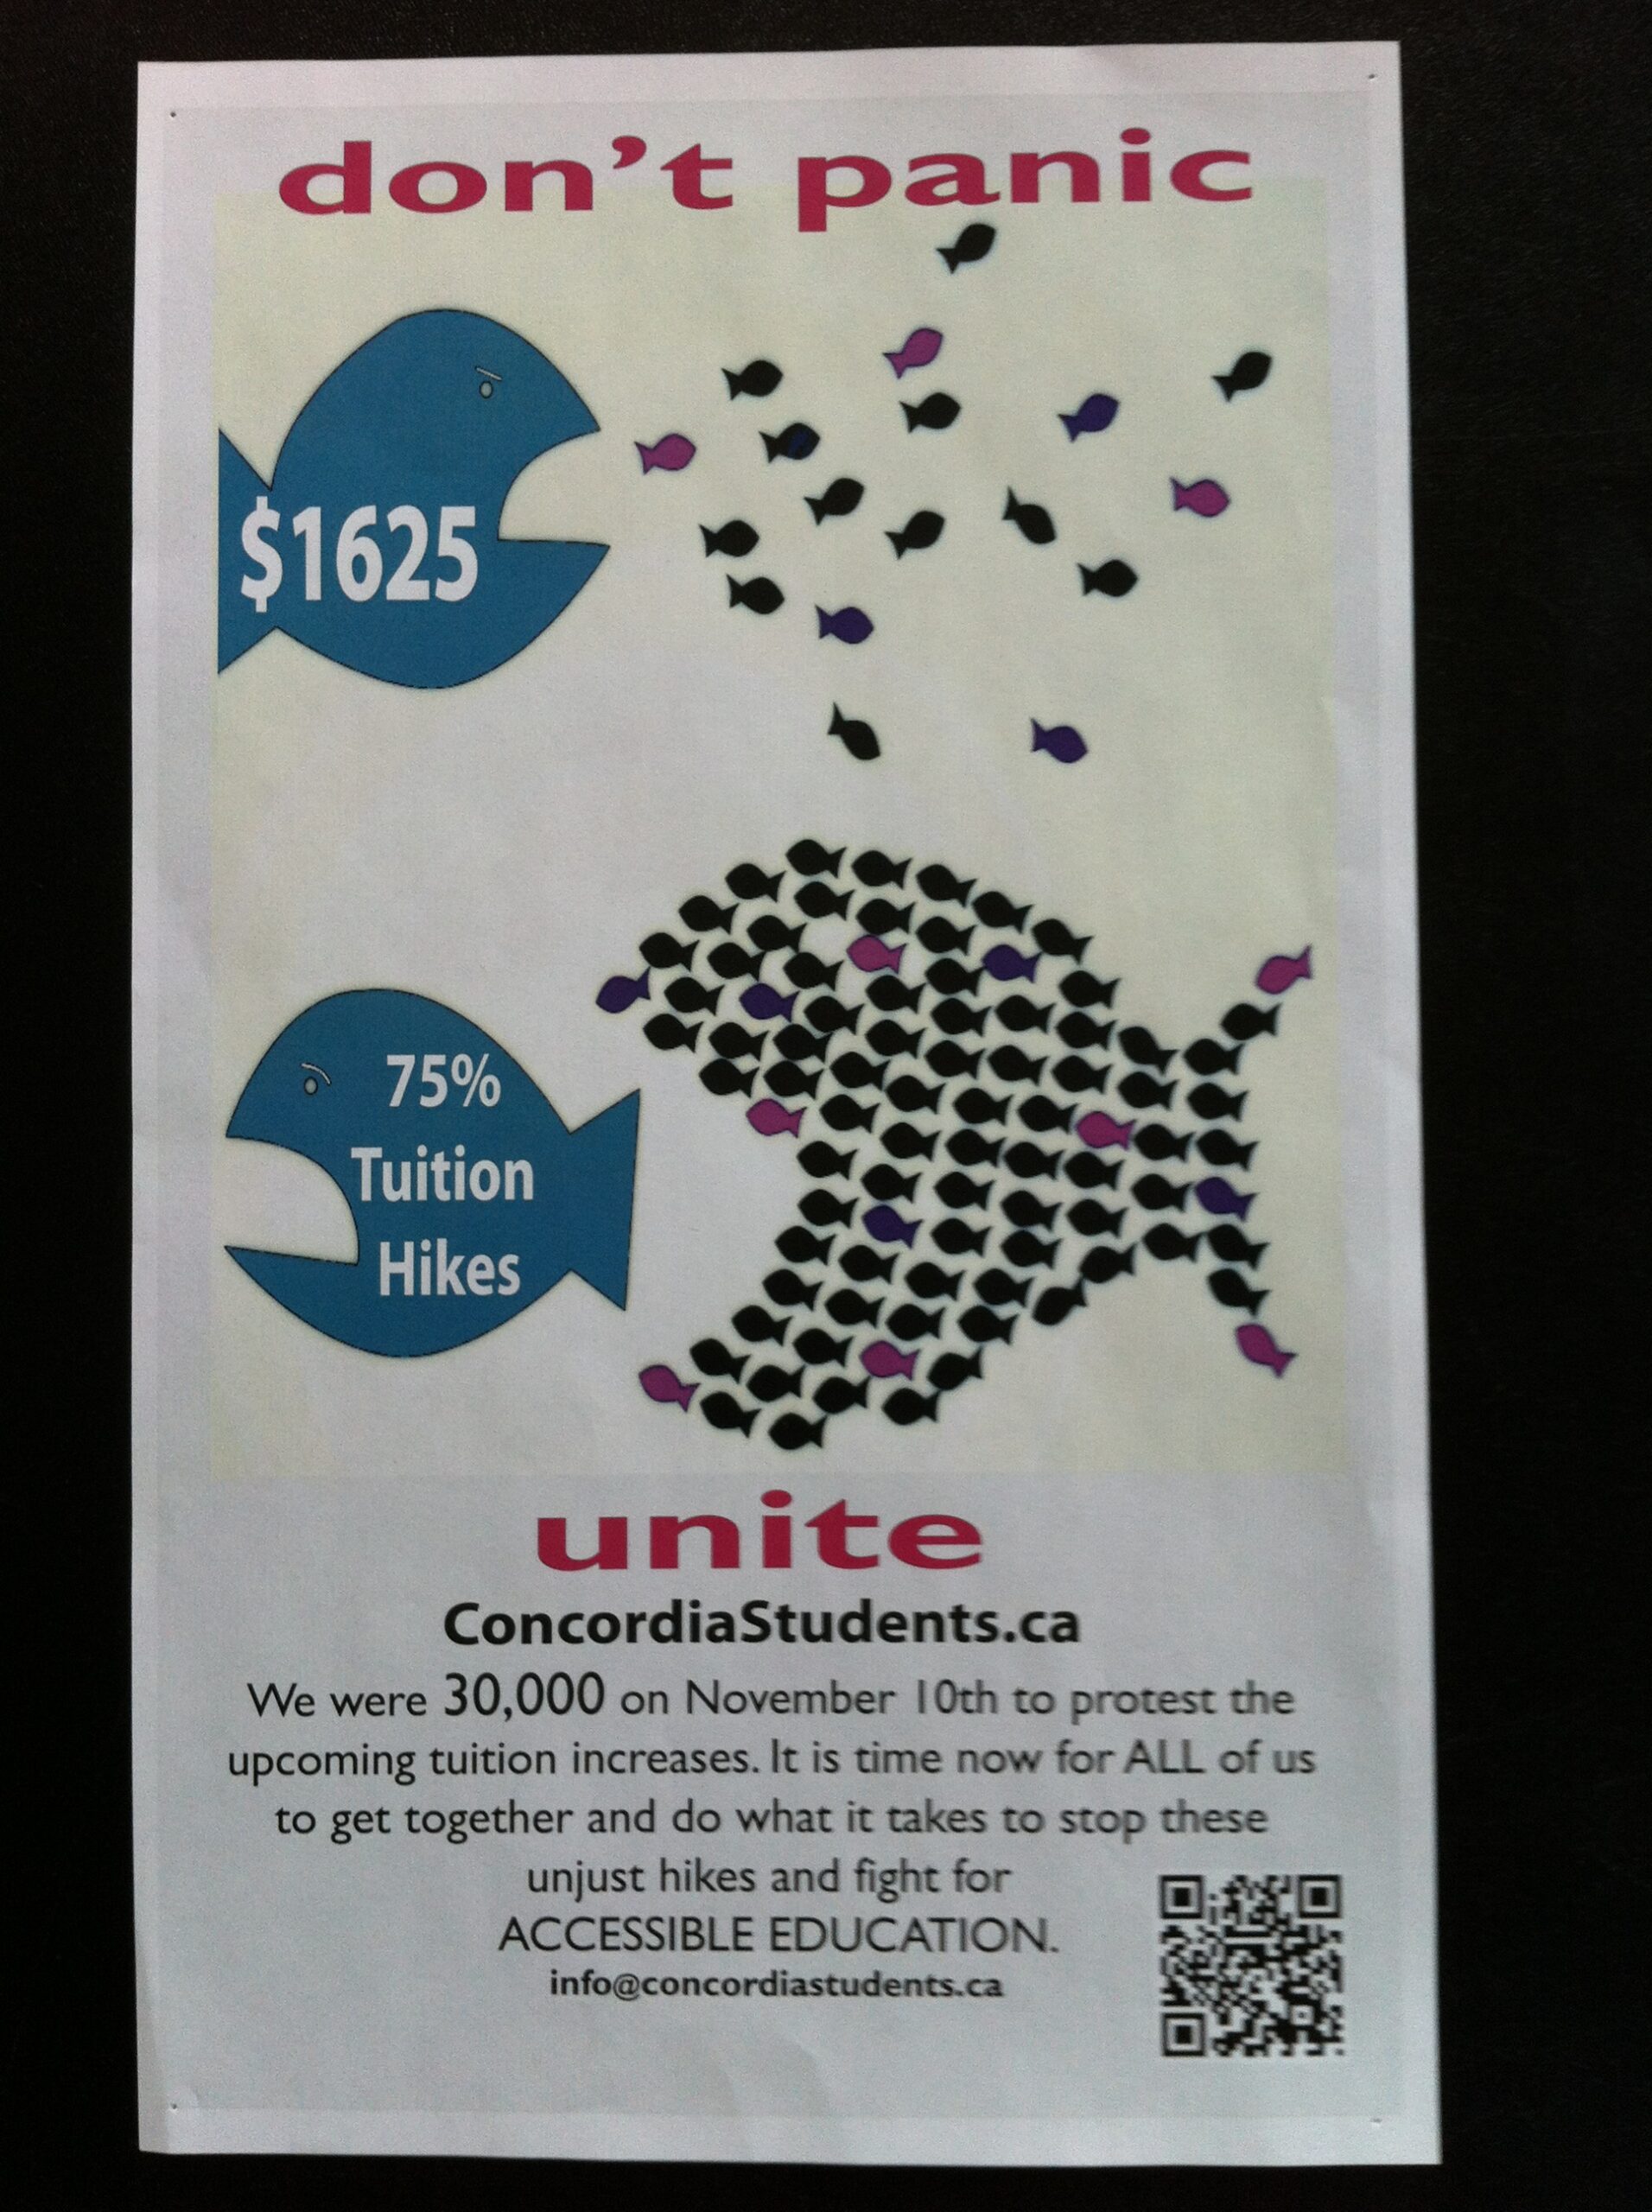 don't panic
$1625
75%
Tuition
Hikes
unite
ConcordiaStudents.ca
We were 30,000 on November 10th to protest the
upcoming tuition increases. It is time now for ALL of us
to get together and do what it takes to stop these
unjust hikes and fight for
ACCESSIBLE EDUCATION.
info@concordiastudents.ca